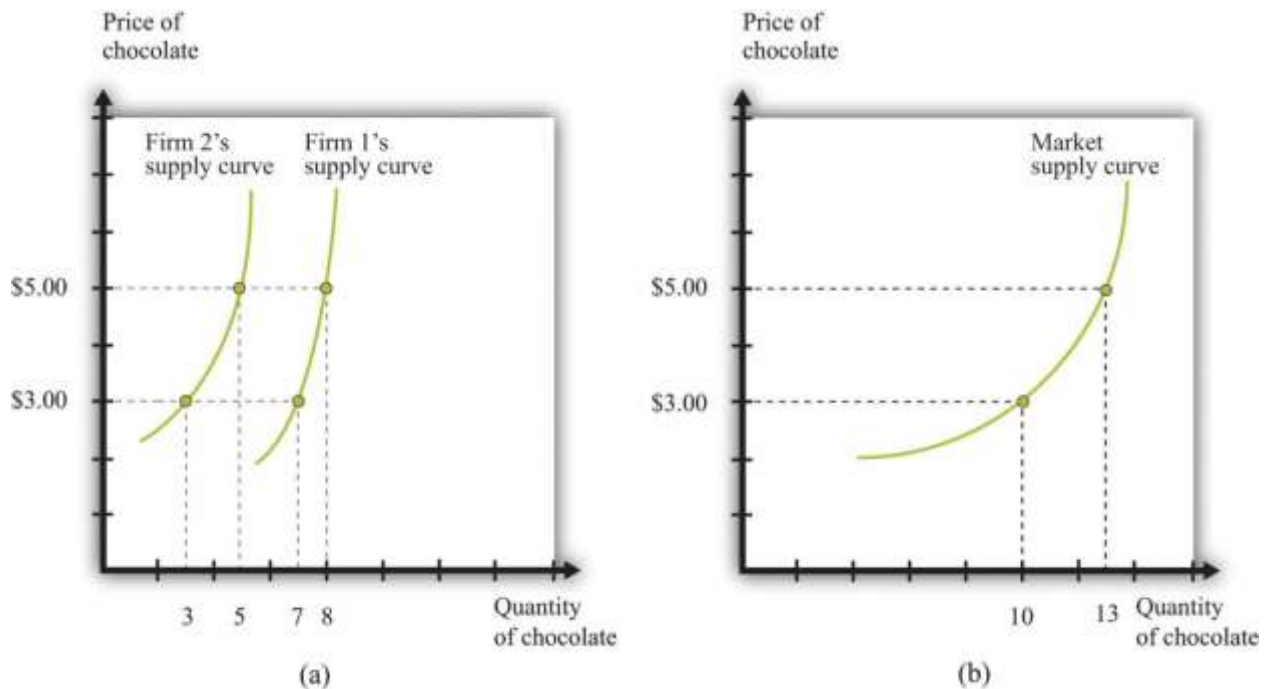 Price of
chocolate
Firm 2’s
supply curve
Firm 1’s
supply curve
$5.00
$3.00
3
5
7
8
Quantity
of chocolate
(a)
Price of
chocolate
Market
supply curve
$5.00
$3.00
10
13
Quantity
of chocolate
(b)